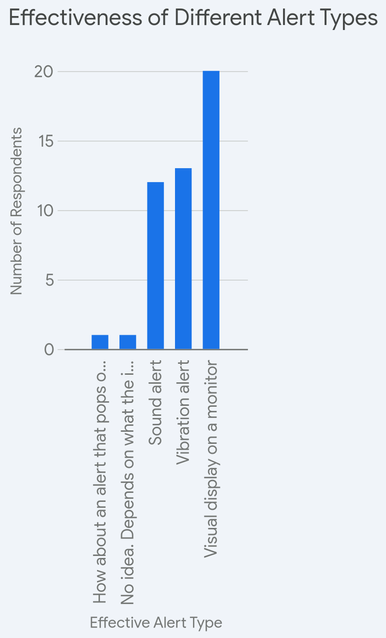 Effectiveness of Different Alert Types
Number of Respondents
20
15
10
5
0
How about an alert that pops o...
No idea. Depends on what the i...
Sound alert
Vibration alert
Visual display on a monitor
Effective Alert Type